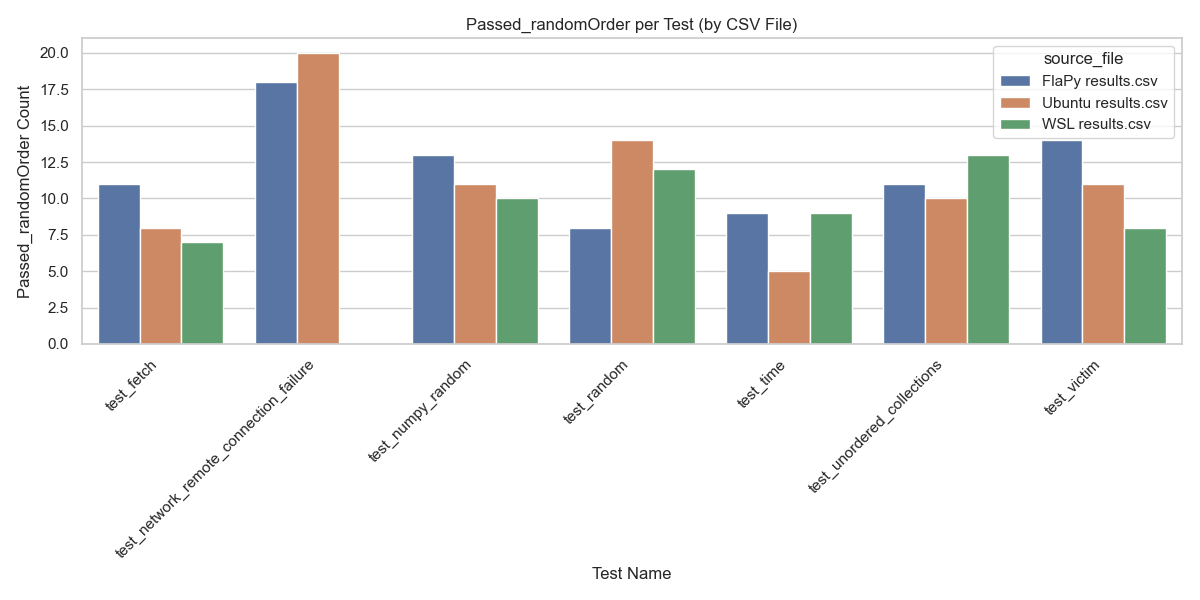 Passed_randomOrder per Test (by CSV File)
Passed_randomOrder Count
20.0
17.5
15.0
12.5
10.0
7.5
5.0
2.5
0.0
source_file
FlaPy results.csv
Ubuntu results.csv
WSL results.csv
test_fetch
test_network_remote_connection_failure
test_numpy_random
test_random
test_time
test_unordered_collections
test_victim
Test Name